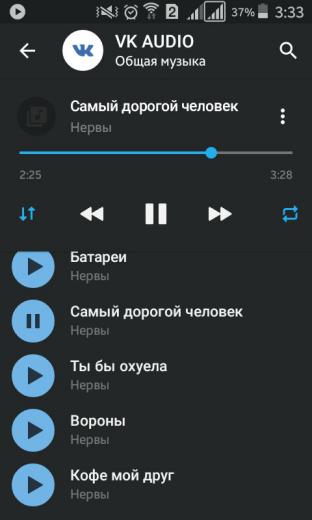 2 37% 3:33
VK AUDIO
Общая музыка
Самый дорогой человек
Нервы
2:25 3:28
Батареи
Нервы
Самый дорогой человек
Нервы
Ты бы охуела
Нервы
Вороны
Нервы
Кофе мой друг
Нервы